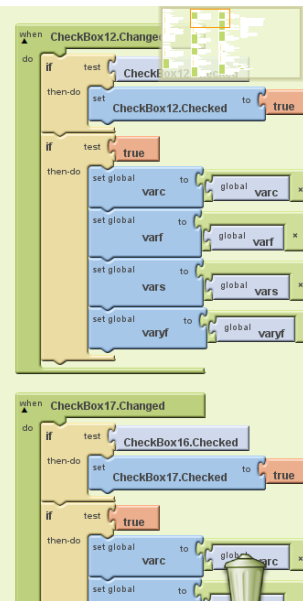 when CheckBox12.Changed
do
if test CheckBox12
then-do set CheckBox12.Checked to true
if test true
then-do set global varc to global varc ×
set global varf to global varf ×
set global vars to global vars ×
set global varyf to global varyf
when CheckBox17.Changed
do
if test CheckBox16.Checked
then-do set CheckBox17.Checked to true
if test true
then-do set global varc to ×
set global to